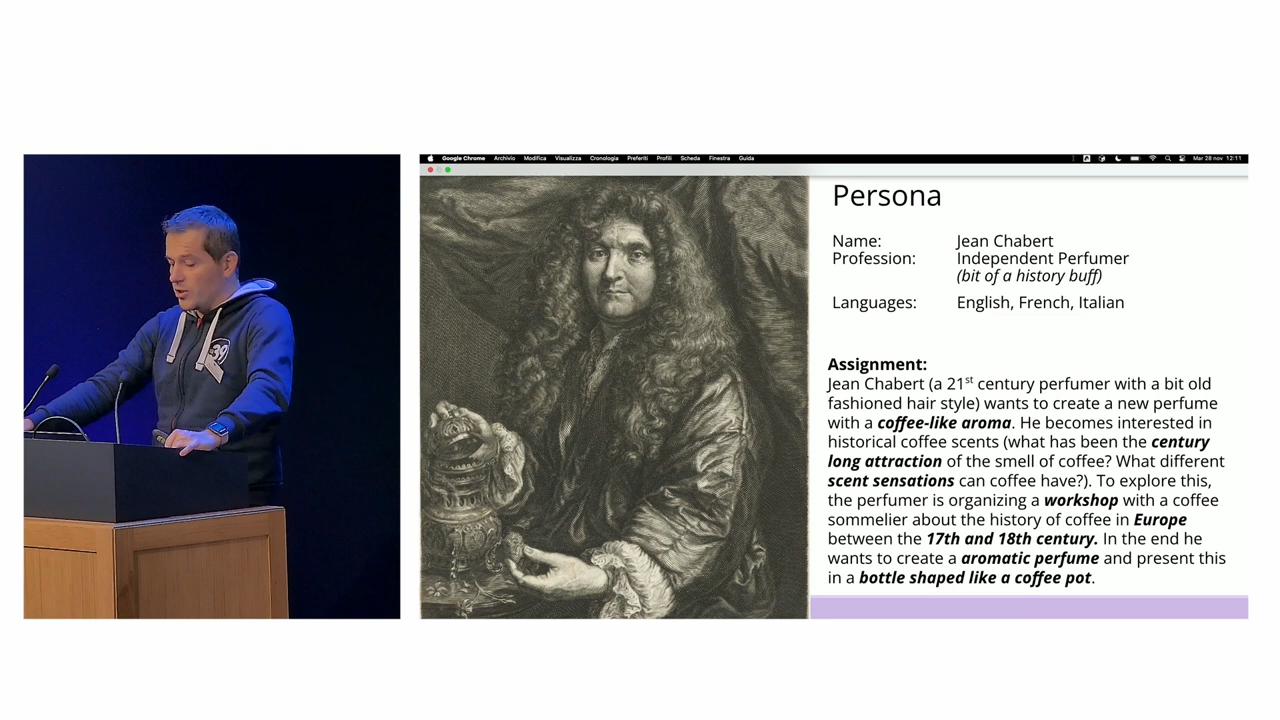 39
Google Chrome Archivio Modifica Visualizza Cronologia Preferiti Profili Scheda Finestra Guida
Mar 28 nov 12:11
Persona
Name: Jean Chabert
Profession: Independent Perfumer
(bit of a history buff)
Languages: English, French, Italian
Assignment:
Jean Chabert (a 21st century perfumer with a bit old
fashioned hair style) wants to create a new perfume
with a coffee-like aroma. He becomes interested in
historical coffee scents (what has been the century
long attraction of the smell of coffee? What different
scent sensations can coffee have?). To explore this,
the perfumer is organizing a workshop with a coffee
sommelier about the history of coffee in Europe
between the 17th and 18th century. In the end he
wants to create a aromatic perfume and present this
in a bottle shaped like a coffee pot.